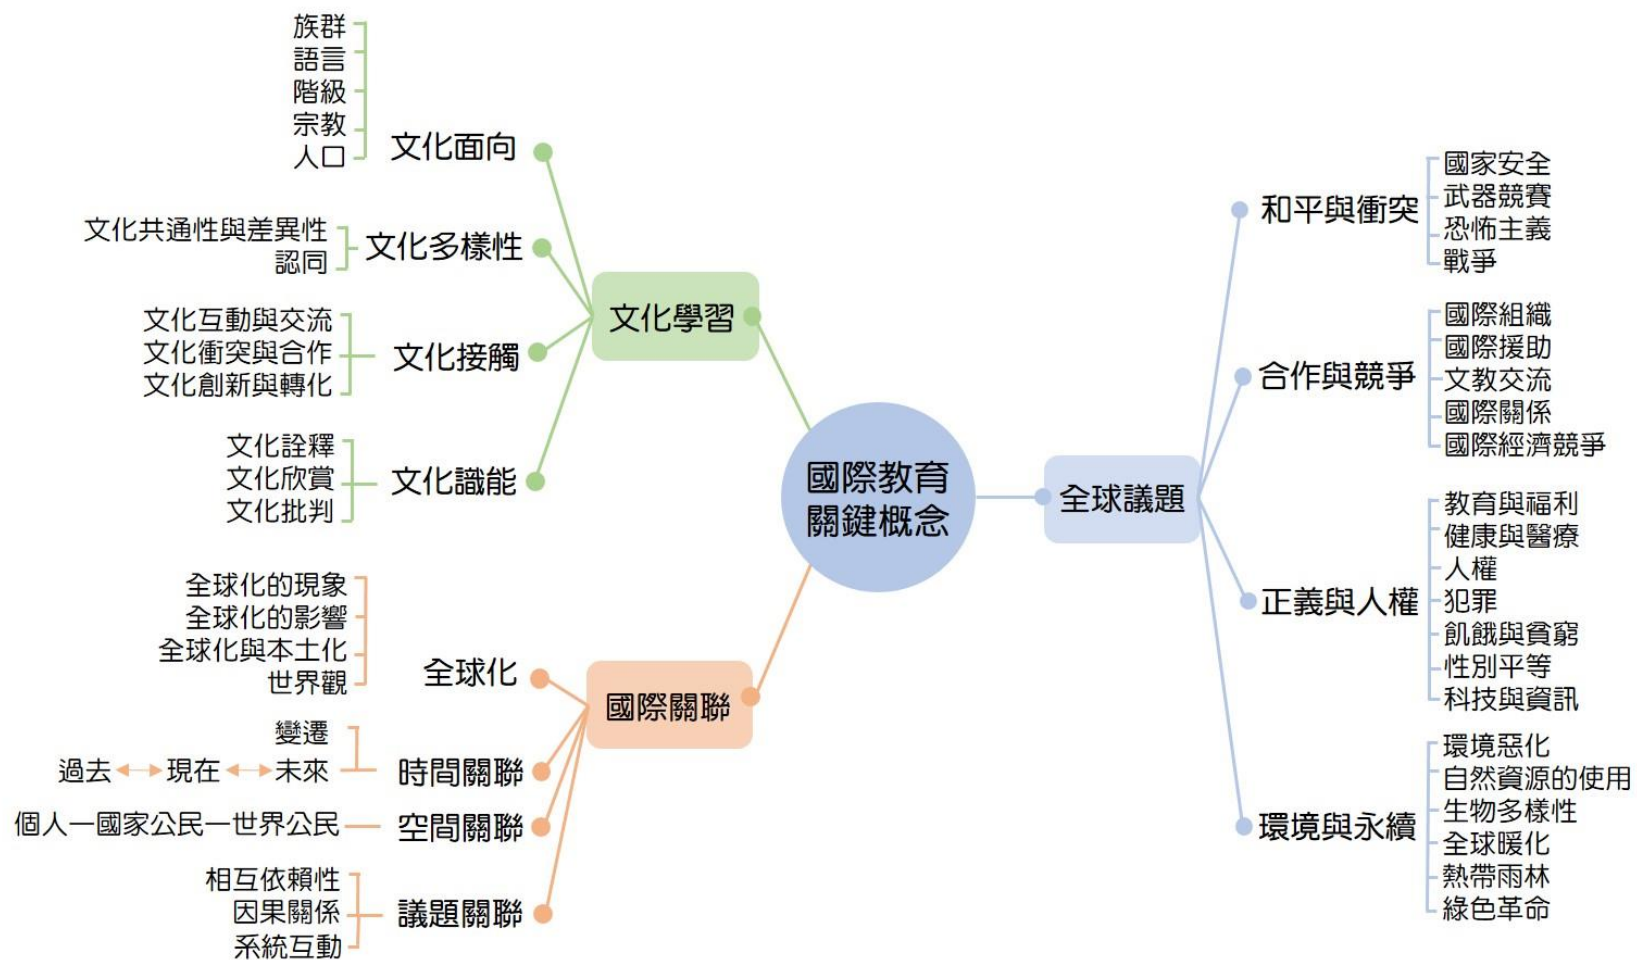 國際教育
關鍵概念
文化學習
文化面向
族群
語言
階級
宗教
人口
文化多樣性
文化共通性與差異性
認同
文化接觸
文化互動與交流
文化衝突與合作
文化創新與轉化
文化識能
文化詮釋
文化欣賞
文化批判
國際關聯
全球化
全球化的現象
全球化的影響
全球化與本土化
世界觀
時間關聯
變遷
過去 現在 未來
空間關聯
個人—國家公民—世界公民
議題關聯
相互依賴性
因果關係
系統互動
全球議題
和平與衝突
國家安全
武器競賽
恐怖主義
戰爭
合作與競爭
國際組織
國際援助
文教交流
國際關係
國際經濟競爭
正義與人權
教育與福利
健康與醫療
人權
犯罪
飢餓與貧窮
性別平等
科技與資訊
環境與永續
環境惡化
自然資源的使用
生物多樣性
全球暖化
熱帶雨林
綠色革命